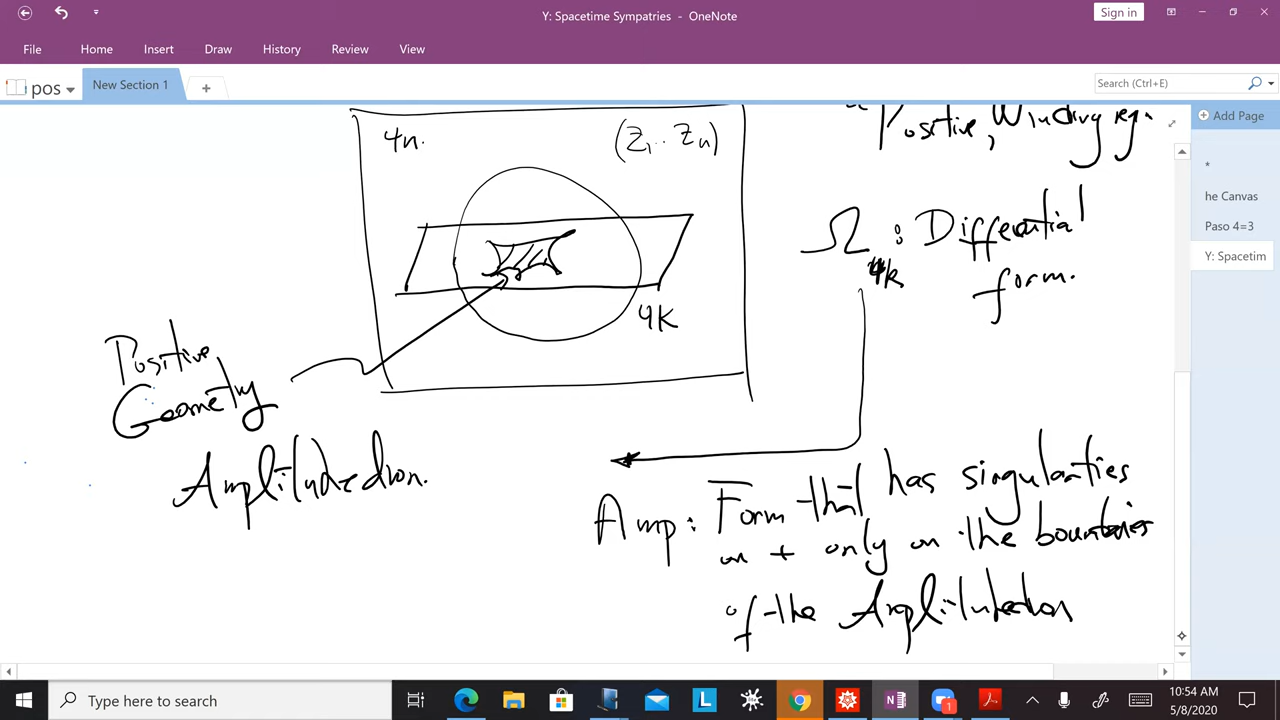 Y: Spacetime Sympatries - OneNote
Sign in
File Home Insert Draw History Review View
pos New Section 1
Search (Ctrl+E)
Add Page
*
he Canvas
Paso 4=3
Y: Spacetim
Positive, Winding reg.
4n. (Z1.. Zn)
Ω4k : Differential
form.
4K
Positive
Geometry
Amplituhedron.
Amp: Form that has singularities
on + only on the boundaries
of the Amplituhedron
Type here to search
10:54 AM
5/8/2020